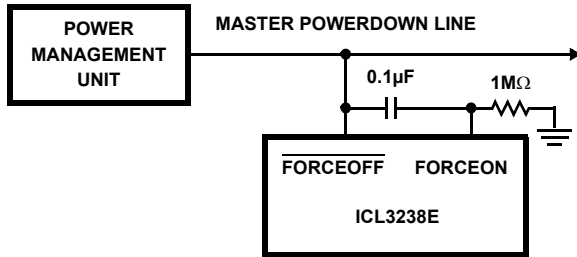 POWER
MANAGEMENT
UNIT
MASTER POWERDOWN LINE
0.1µF
1MΩ
FORCEOFF FORCEON
ICL3238E